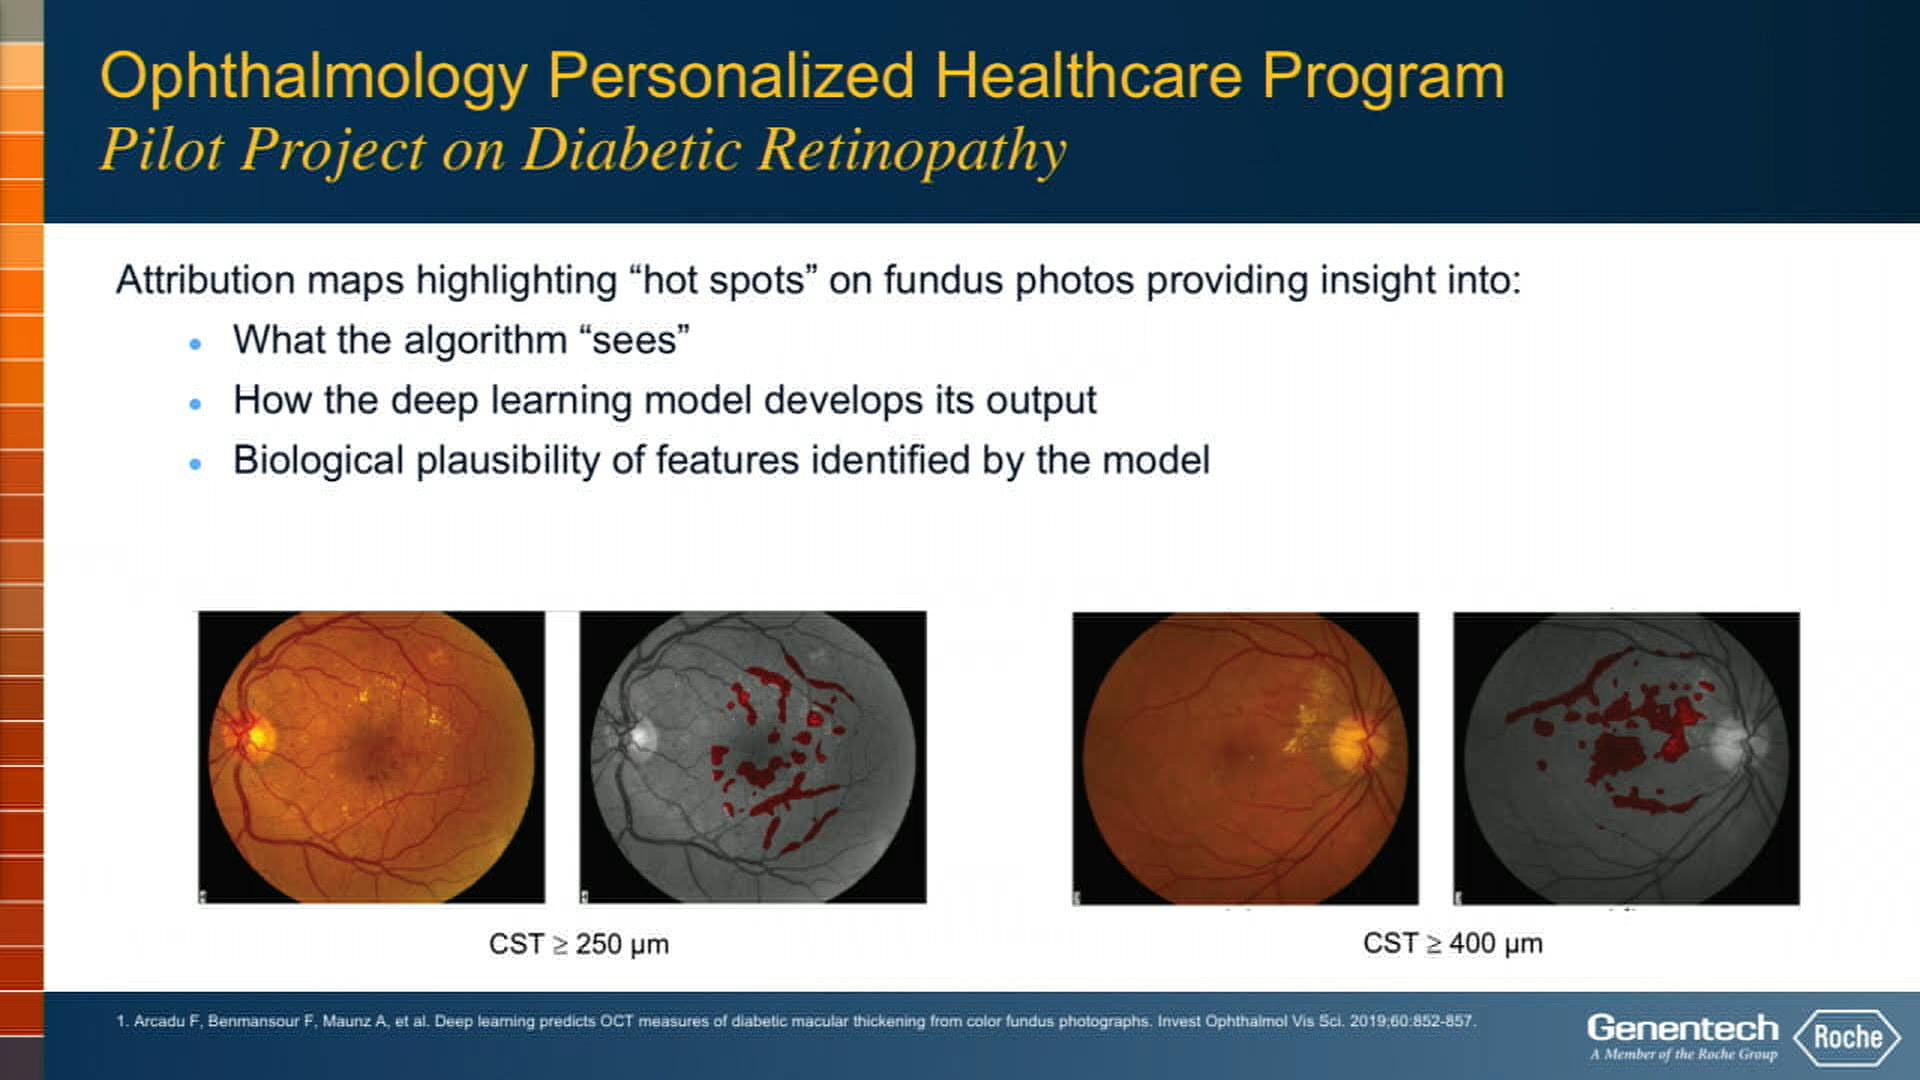 Ophthalmology Personalized Healthcare Program
Pilot Project on Diabetic Retinopathy
Attribution maps highlighting “hot spots” on fundus photos providing insight into:
• What the algorithm “sees”
• How the deep learning model develops its output
• Biological plausibility of features identified by the model
CST ≥ 250 μm
CST ≥ 400 μm
1. Arcadu F, Benmansour F, Maunz A, et al. Deep learning predicts OCT measures of diabetic macular thickening from color fundus photographs. Invest Ophthalmol Vis Sci. 2019;60:852-857.
Genentech
A Member of the Roche Group
Roche